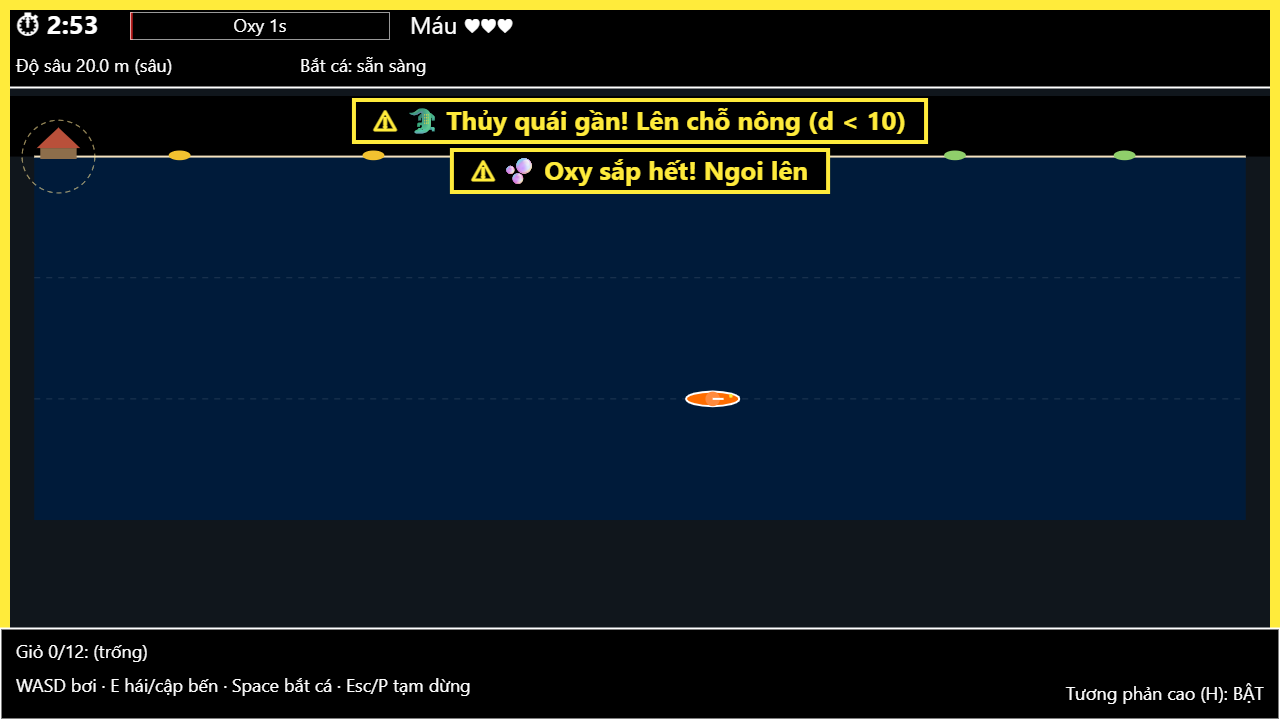 ⏱ 2:53
Oxy 1s
Máu ♥♥♥
Độ sâu 20.0 m (sâu)
Bắt cá: sẵn sàng
⚠ 🐊 Thủy quái gần! Lên chỗ nông (d < 10)
⚠ 🫧 Oxy sắp hết! Ngoi lên
Giỏ 0/12: (trống)
WASD bơi · E hái/cập bến · Space bắt cá · Esc/P tạm dừng
Tương phản cao (H): BẬT